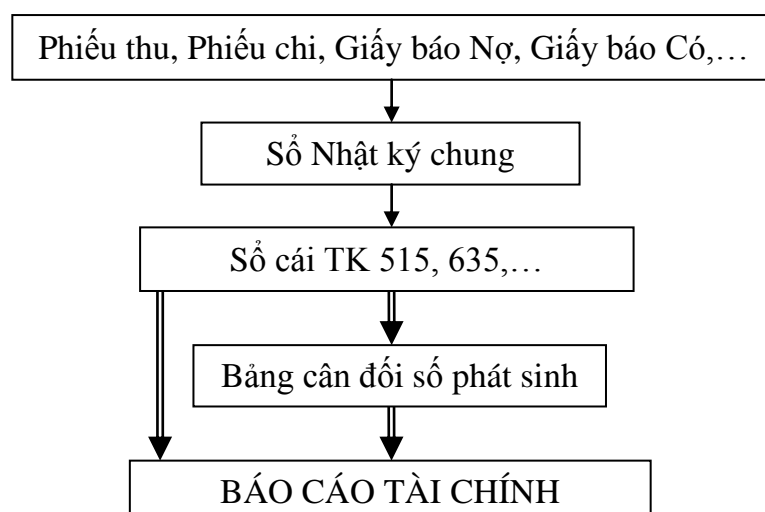 Phiếu thu, Phiếu chi, Giấy báo Nợ, Giấy báo Có,…
Sổ Nhật ký chung
Sổ cái TK 515, 635,…
Bảng cân đối số phát sinh
BÁO CÁO TÀI CHÍNH